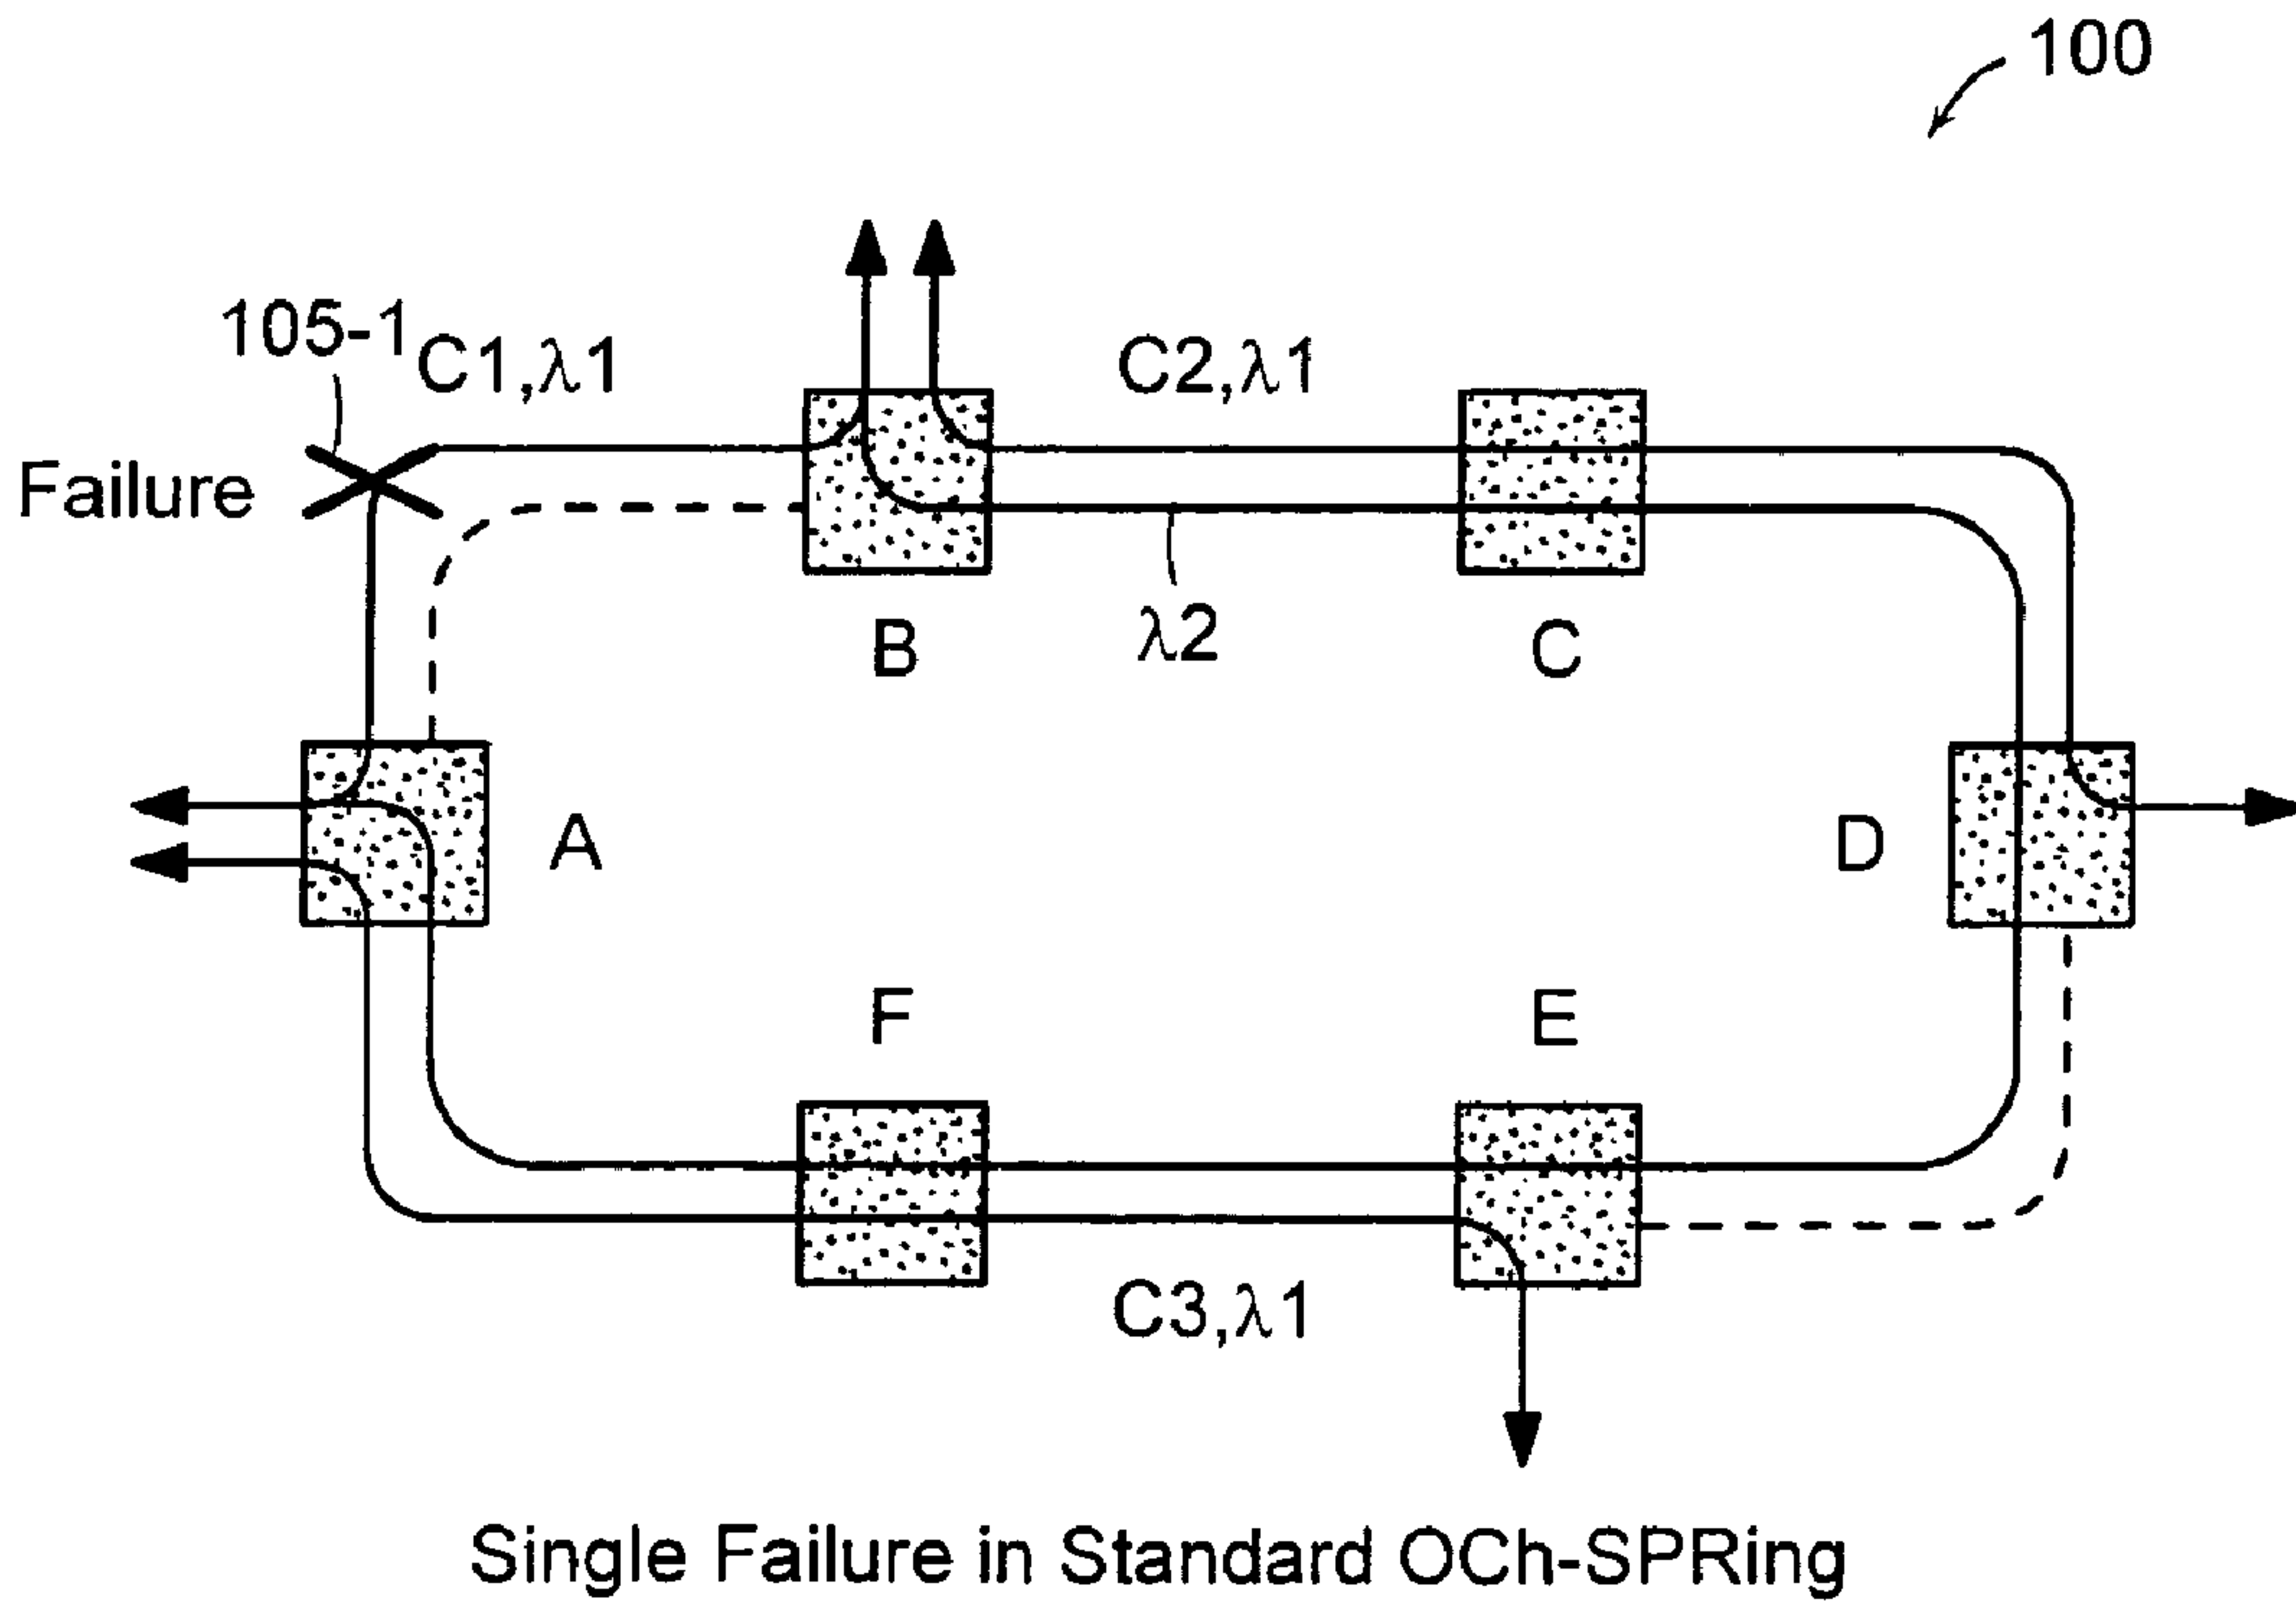 100
105-1
C1,λ1
C2,λ1
Failure
B
λ2
C
A
D
F
E
C3,λ1
Single Failure in Standard OCh-SPRing